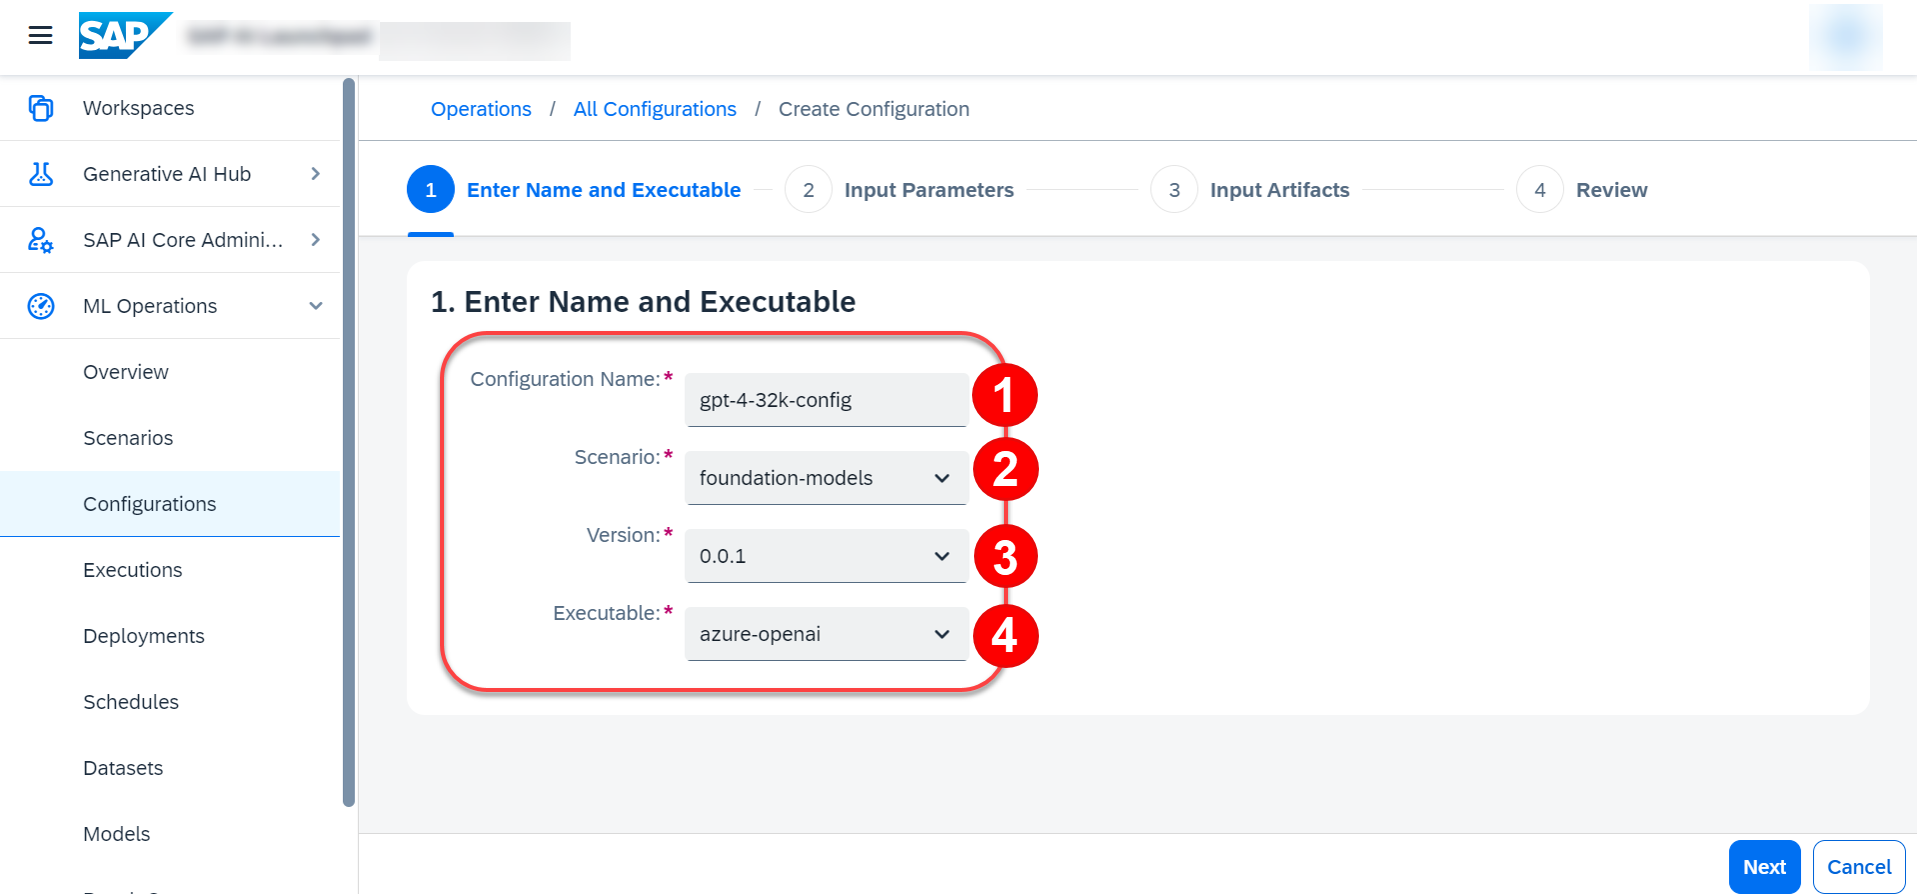 SAP
Workspaces
Generative AI Hub
SAP AI Core Admini...
ML Operations
Overview
Scenarios
Configurations
Executions
Deployments
Schedules
Datasets
Models
Operations / All Configurations / Create Configuration
1 Enter Name and Executable 2 Input Parameters 3 Input Artifacts 4 Review
1. Enter Name and Executable
Configuration Name:* gpt-4-32k-config 1
Scenario:* foundation-models 2
Version:* 0.0.1 3
Executable:* azure-openai 4
Next Cancel